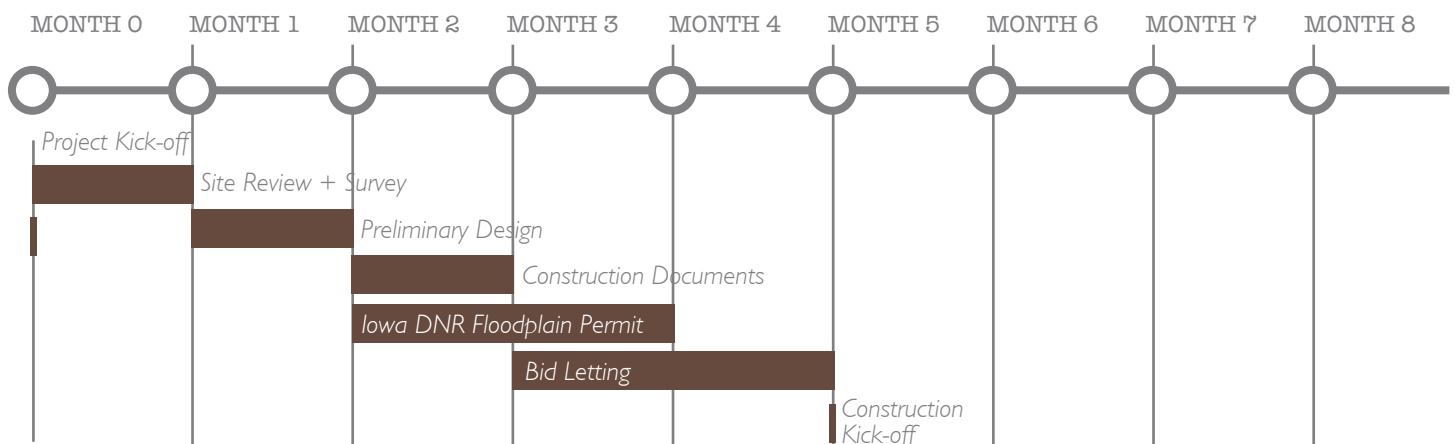 MONTH 0 MONTH 1 MONTH 2 MONTH 3 MONTH 4 MONTH 5 MONTH 6 MONTH 7 MONTH 8
Project Kick-off
Site Review + Survey
Preliminary Design
Construction Documents
Iowa DNR Floodplain Permit
Bid Letting
Construction
Kick-off